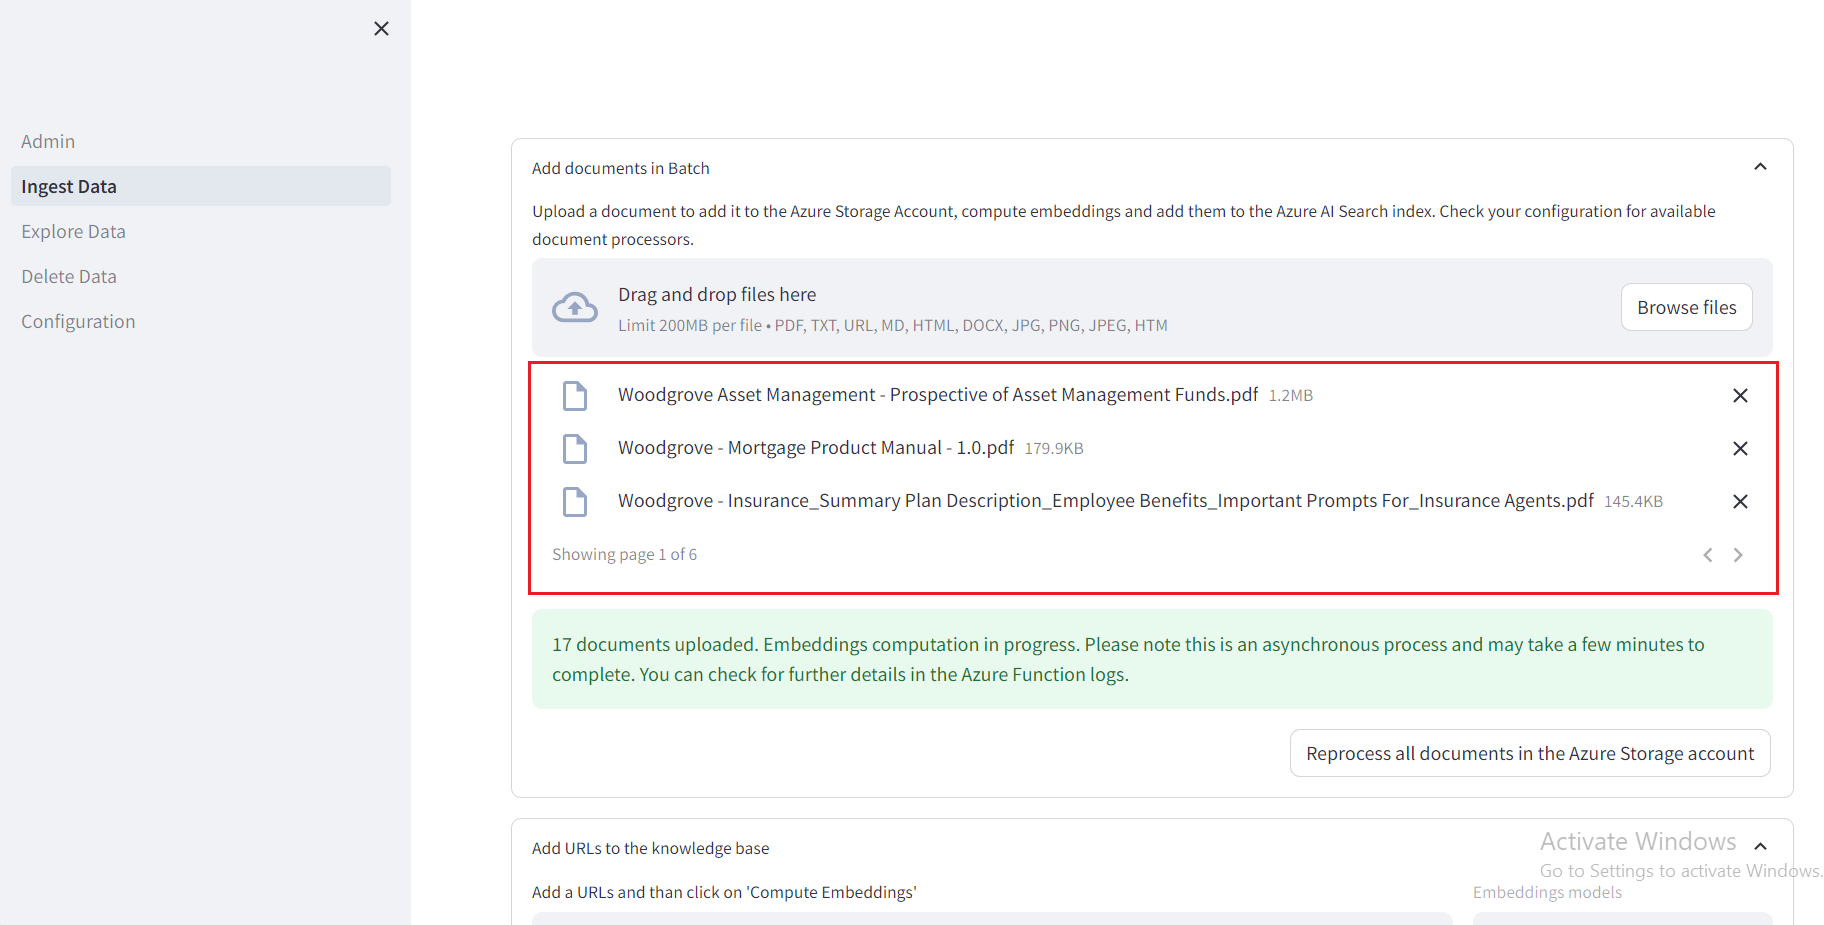 Admin
Ingest Data
Explore Data
Delete Data
Configuration
Add documents in Batch
Upload a document to add it to the Azure Storage Account, compute embeddings and add them to the Azure AI Search index. Check your configuration for available
document processors.
Drag and drop files here
Limit 200MB per file • PDF, TXT, URL, MD, HTML, DOCX, JPG, PNG, JPEG, HTM
Browse files
Woodgrove Asset Management - Prospective of Asset Management Funds.pdf 1.2MB
Woodgrove - Mortgage Product Manual - 1.0.pdf 179.9KB
Woodgrove - Insurance_Summary Plan Description_Employee Benefits_Important Prompts For_Insurance Agents.pdf 145.4KB
Showing page 1 of 6
17 documents uploaded. Embeddings computation in progress. Please note this is an asynchronous process and may take a few minutes to
complete. You can check for further details in the Azure Function logs.
Reprocess all documents in the Azure Storage account
Add URLs to the knowledge base
Add a URLs and than click on 'Compute Embeddings'
Embeddings models
Activate Windows
Go to Settings to activate Windows.